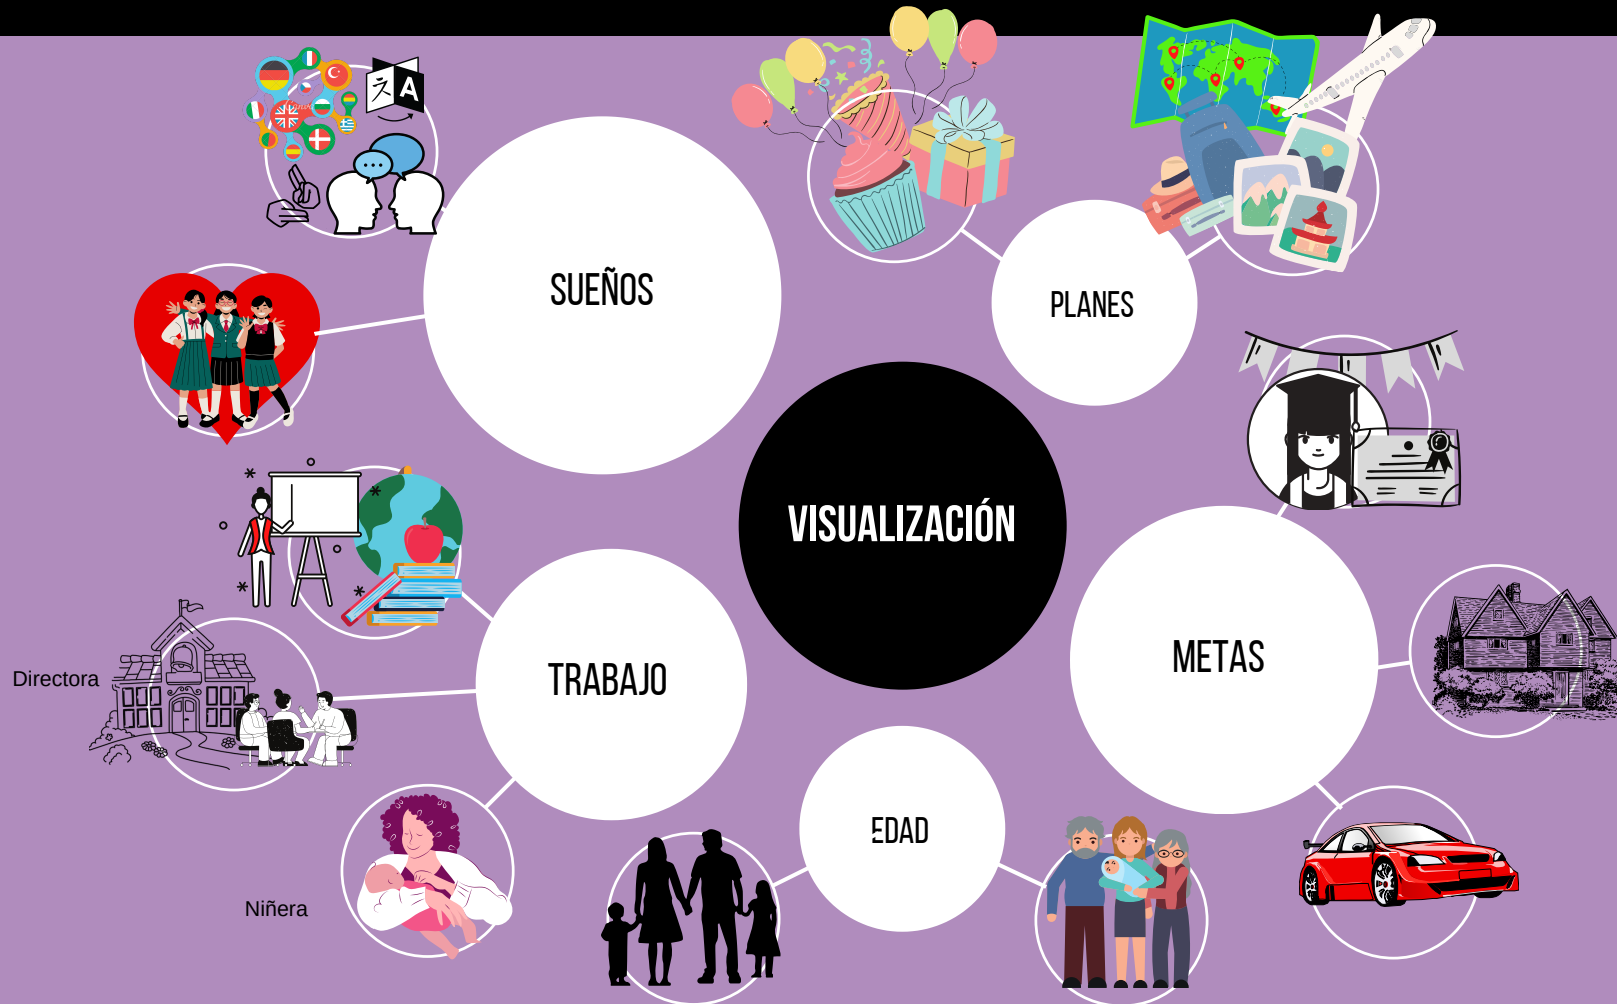 A
SUEÑOS
PLANES
VISUALIZACIÓN
METAS
TRABAJO
Directora
EDAD
Niñera